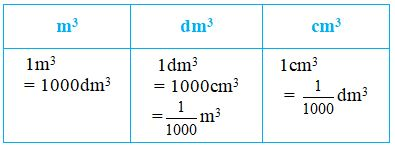 m³ dm³ cm³
1m³ 1dm³ 1cm³
= 1000dm³ = 1000cm³ = 1/1000 dm³
= 1/1000 m³